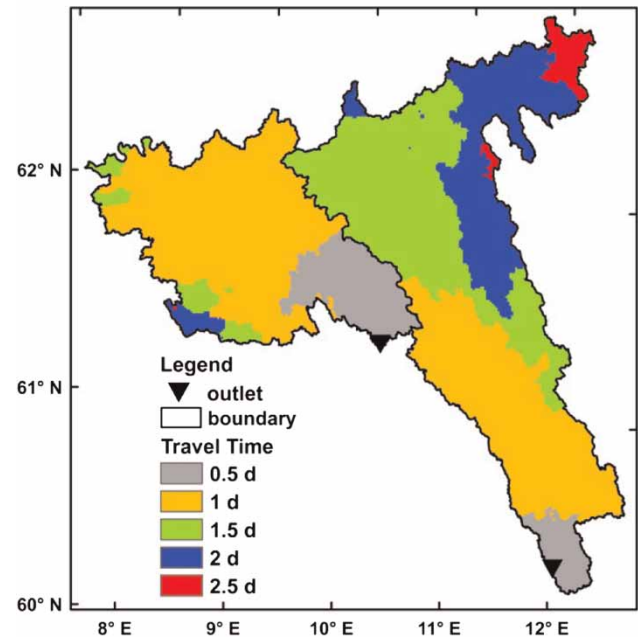 62° N
61° N
60° N
Legend
outlet
boundary
Travel Time
0.5 d
1 d
1.5 d
2 d
2.5 d
8° E 9° E 10° E 11° E 12° E